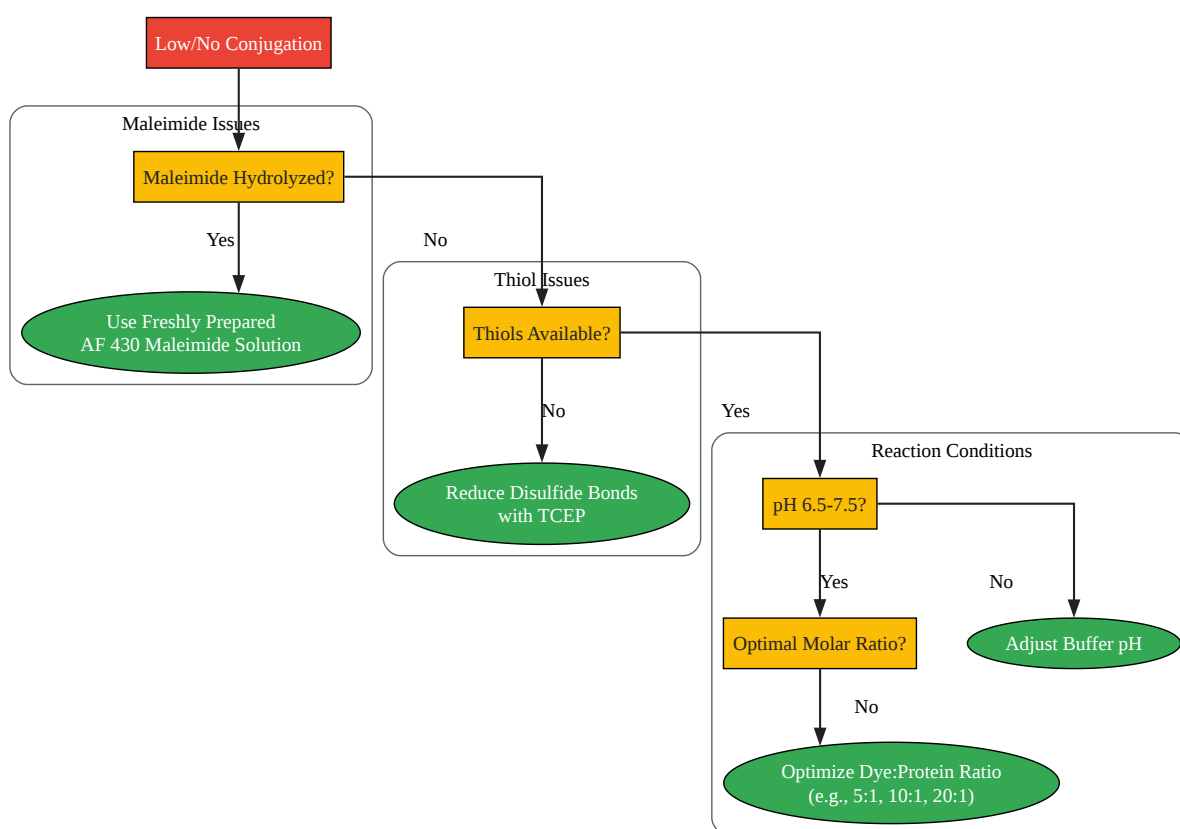 Low/No Conjugation
Maleimide Issues
Maleimide Hydrolyzed?
Yes
No
Use Freshly Prepared
AF 430 Maleimide Solution
Thiol Issues
Thiols Available?
No
Yes
Reduce Disulfide Bonds
with TCEP
Reaction Conditions
pH 6.5-7.5?
Yes
No
Optimal Molar Ratio?
Adjust Buffer pH
No
Optimize Dye:Protein Ratio
(e.g., 5:1, 10:1, 20:1)